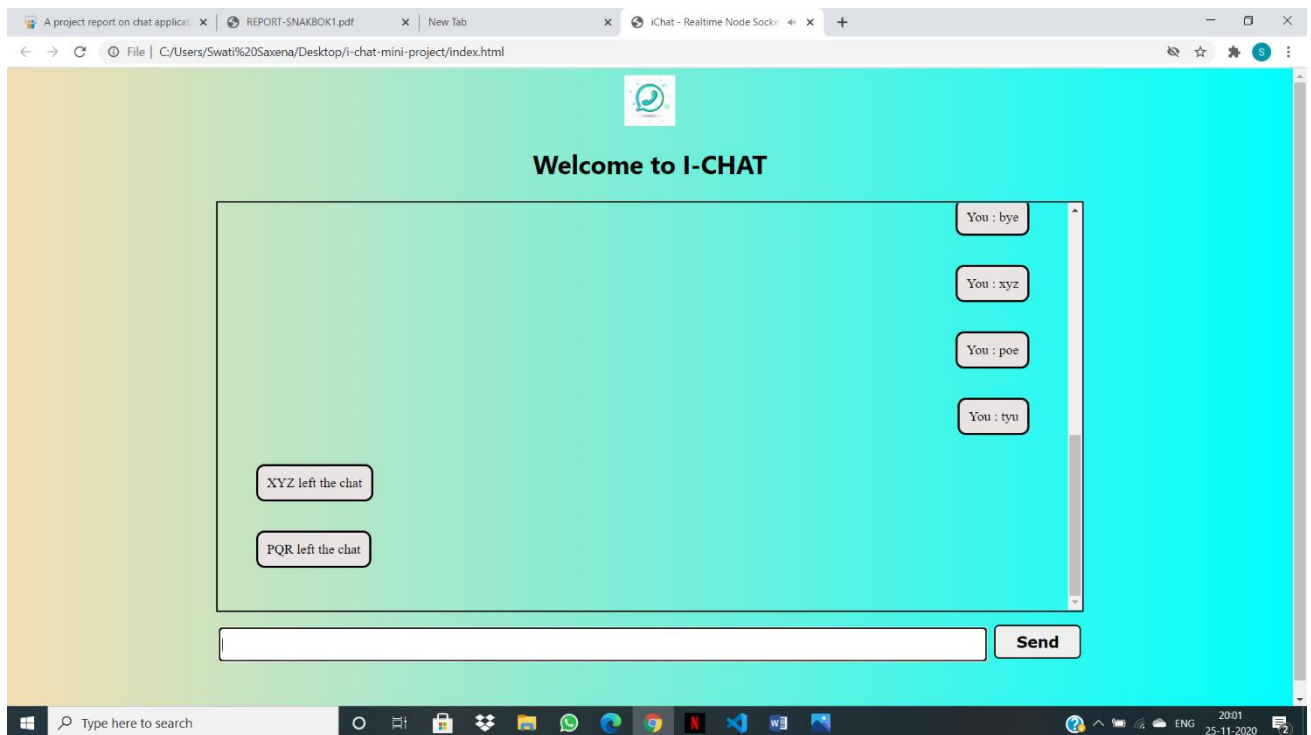 A project report on chat applicati
REPORT-SNAKBOK1.pdf
New Tab
iChat - Realtime Node Socke
File | C:/Users/Swati%20Saxena/Desktop/i-chat-mini-project/index.html
S
Welcome to I-CHAT
You : bye
You : xyz
You : poe
You : tyu
XYZ left the chat
PQR left the chat
Send
Type here to search
ENG
20:01
25-11-2020
2